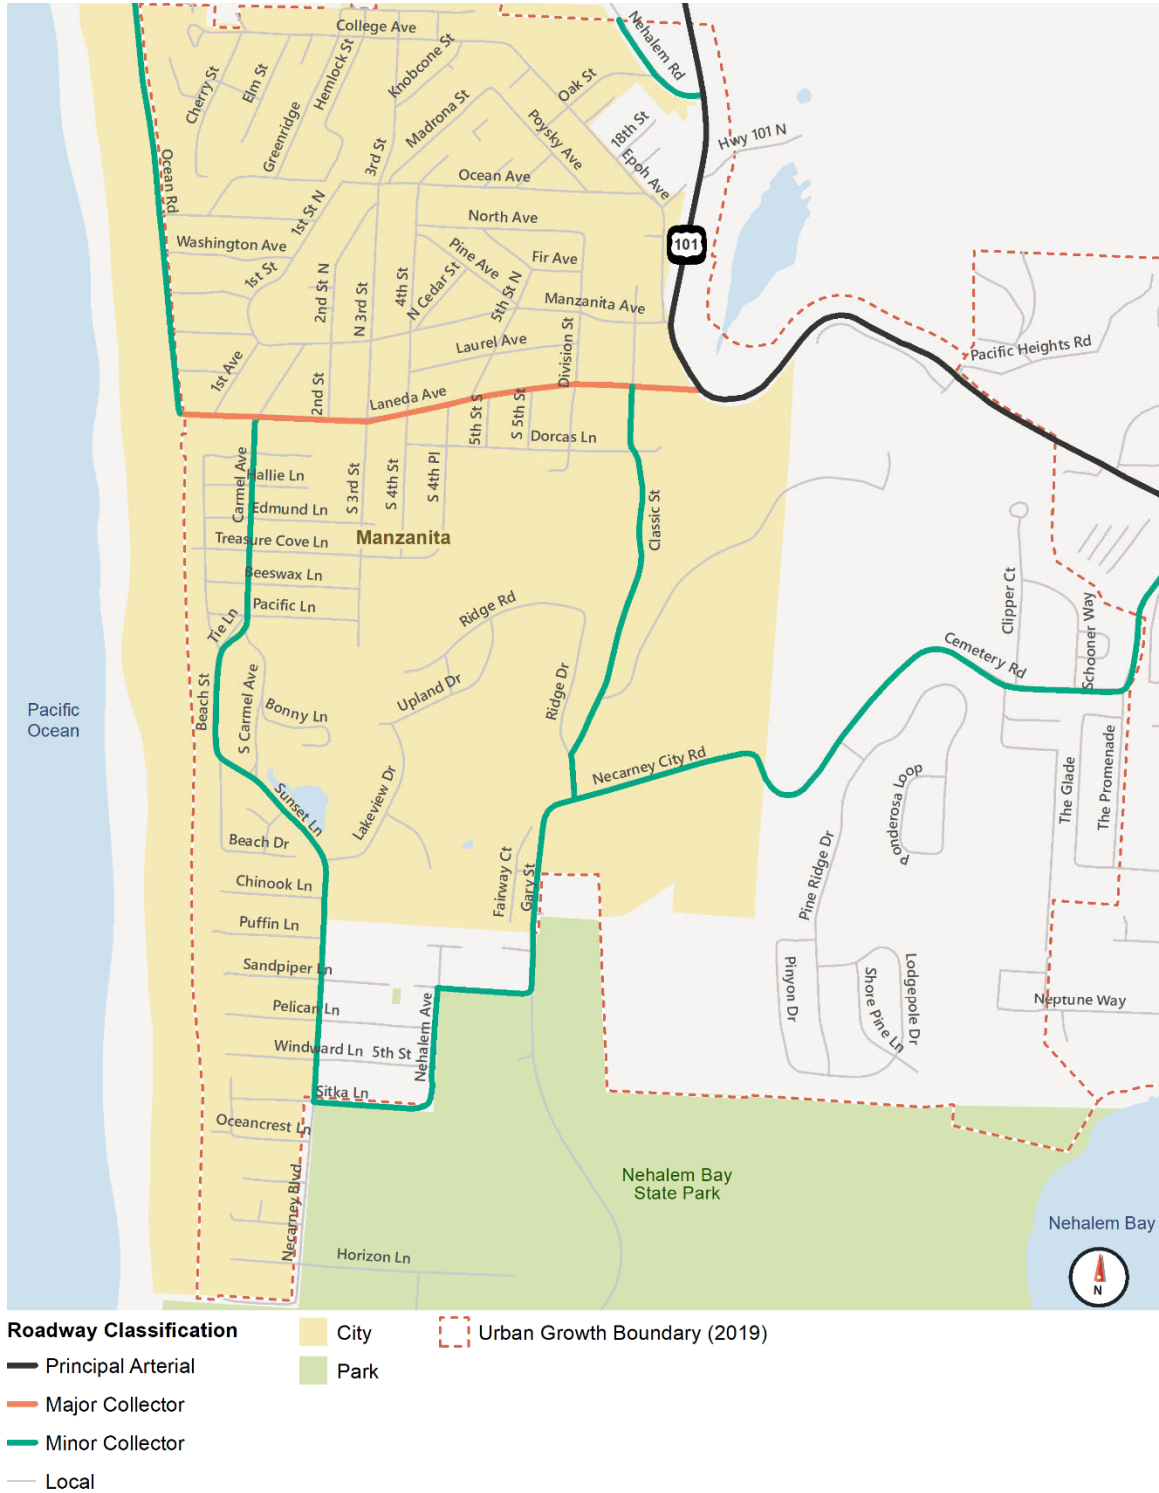 College Ave
Nehalem Rd
Cherry St
Elm St
Greenridge
Hemlock St
Knobcone St
3rd St
Madrona St
Oak St
Poysky Ave
18th St
Epoh Ave
Hwy 101 N
Ocean Rd
Ocean Ave
1st St N
North Ave
101
Washington Ave
1st St
2nd St N
N 3rd St
4th St
N Cedar St
Pine Ave
5th St N
Fir Ave
Manzanita Ave
Division St
Laurel Ave
Pacific Heights Rd
1st Ave
2nd St
Laneda Ave
5th St S
S 5th St
Dorcas Ln
Carmel Ave
Hallie Ln
S 3rd St
S 4th St
S 4th Pl
Edmund Ln
Classic St
Manzanita
Treasure Cove Ln
Beeswax Ln
Pacific Ln
Tie Ln
Ridge Rd
Clipper Ct
Schooner Way
Cemetery Rd
Beach St
S Carmel Ave
Bonny Ln
Upland Dr
Ridge Dr
Pacific
Ocean
Necarney City Rd
Sunset Ln
Lakeview Dr
Ponderosa Loop
The Glade
The Promenade
Beach Dr
Pine Ridge Dr
Fairway Ct
Gary St
Chinook Ln
Puffin Ln
Sandpiper Ln
Pelican Ln
Nehalem Ave
Pinyon Dr
Shore Pine Ln
Lodgepole Dr
Neptune Way
Windward Ln
5th St
Sitka Ln
Oceancrest Ln
Necarney Blvd
Nehalem Bay
State Park
Nehalem Bay
Horizon Ln
N
Roadway Classification
Principal Arterial
Major Collector
Minor Collector
Local
City
Park
Urban Growth Boundary (2019)